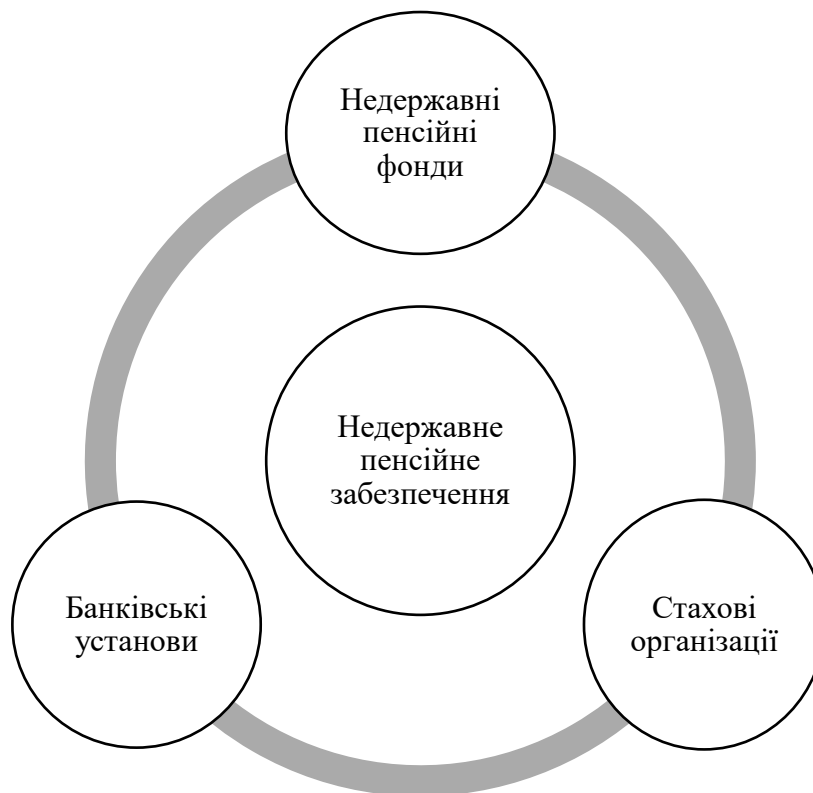 Недержавні
пенсійні
фонди
Недержавне
пенсійне
забезпечення
Банківські
установи
Стахові
організації